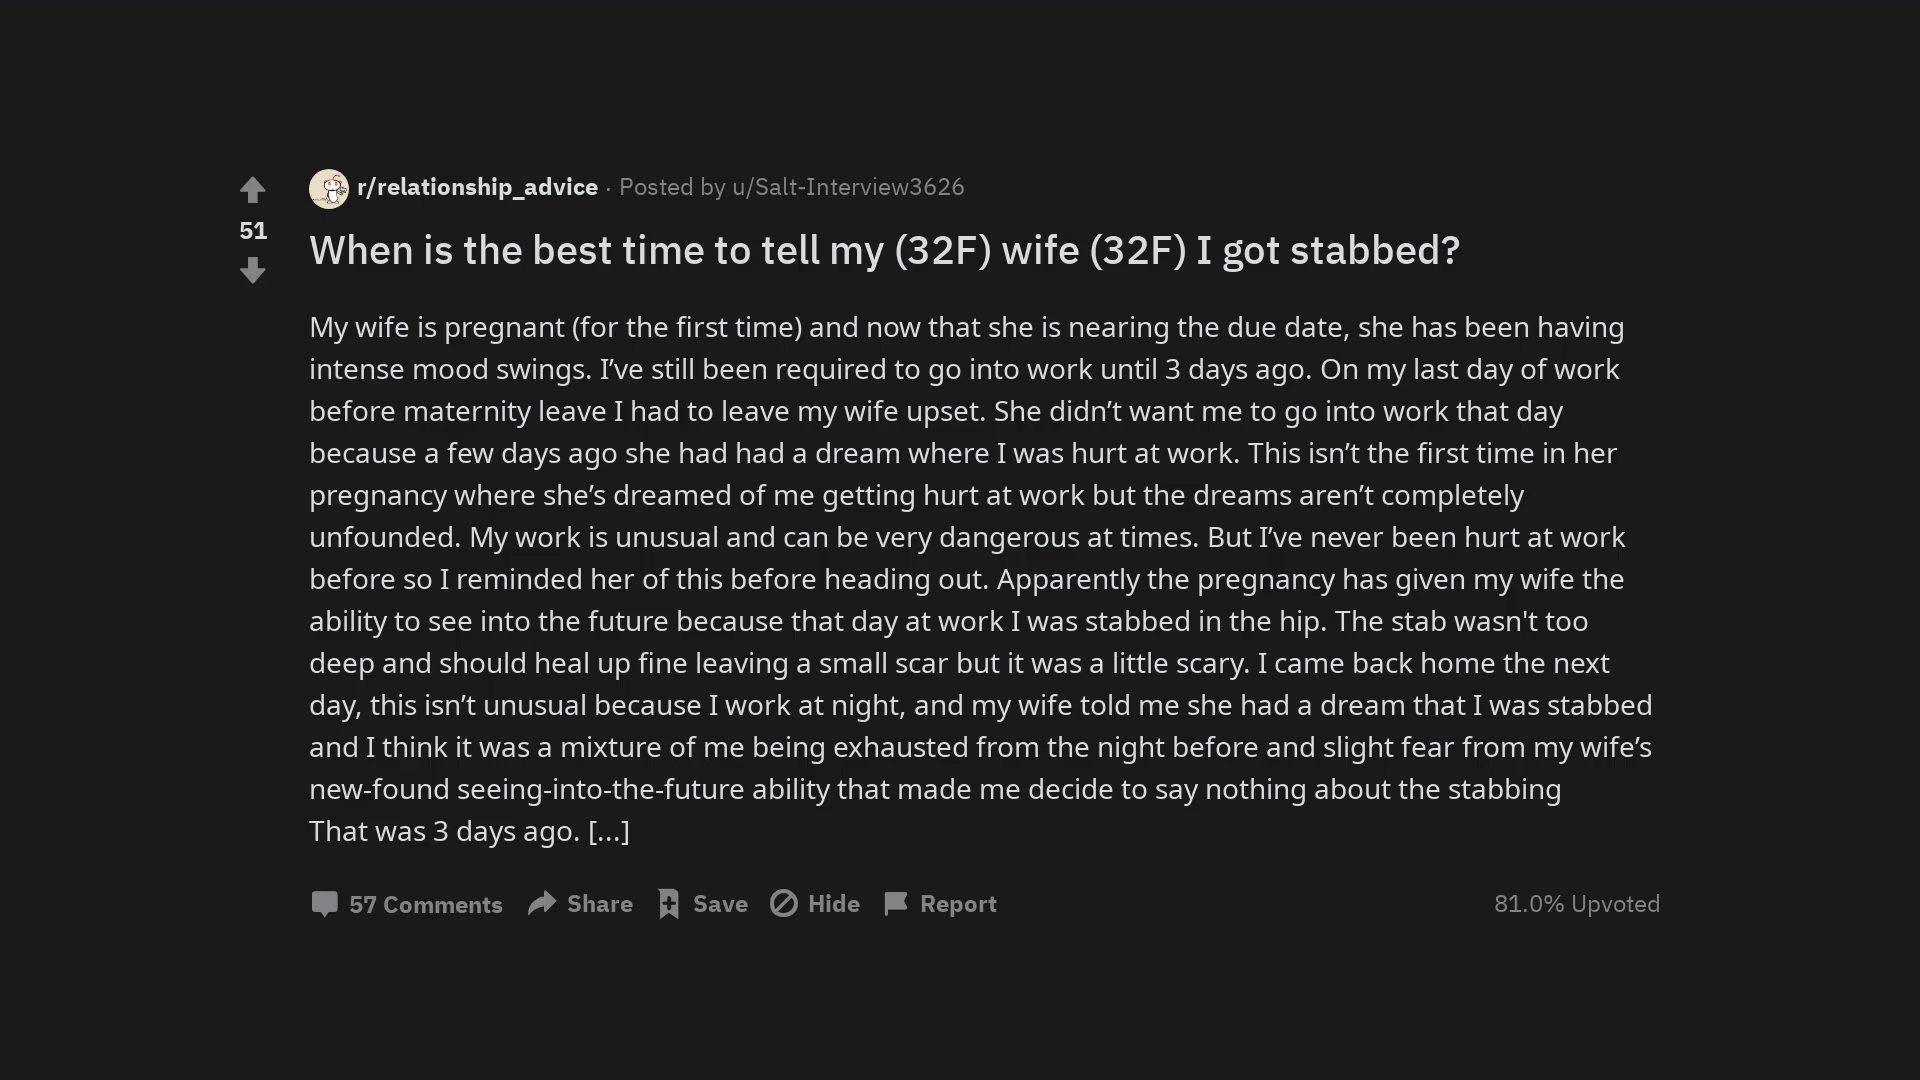 r/relationship_advice · Posted by u/Salt-Interview3626
51
When is the best time to tell my (32F) wife (32F) I got stabbed?
My wife is pregnant (for the first time) and now that she is nearing the due date, she has been having
intense mood swings. I’ve still been required to go into work until 3 days ago. On my last day of work
before maternity leave I had to leave my wife upset. She didn’t want me to go into work that day
because a few days ago she had had a dream where I was hurt at work. This isn’t the first time in her
pregnancy where she’s dreamed of me getting hurt at work but the dreams aren’t completely
unfounded. My work is unusual and can be very dangerous at times. But I’ve never been hurt at work
before so I reminded her of this before heading out. Apparently the pregnancy has given my wife the
ability to see into the future because that day at work I was stabbed in the hip. The stab wasn't too
deep and should heal up fine leaving a small scar but it was a little scary. I came back home the next
day, this isn’t unusual because I work at night, and my wife told me she had a dream that I was stabbed
and I think it was a mixture of me being exhausted from the night before and slight fear from my wife’s
new-found seeing-into-the-future ability that made me decide to say nothing about the stabbing
That was 3 days ago. [...]
57 Comments Share Save Hide Report 81.0% Upvoted